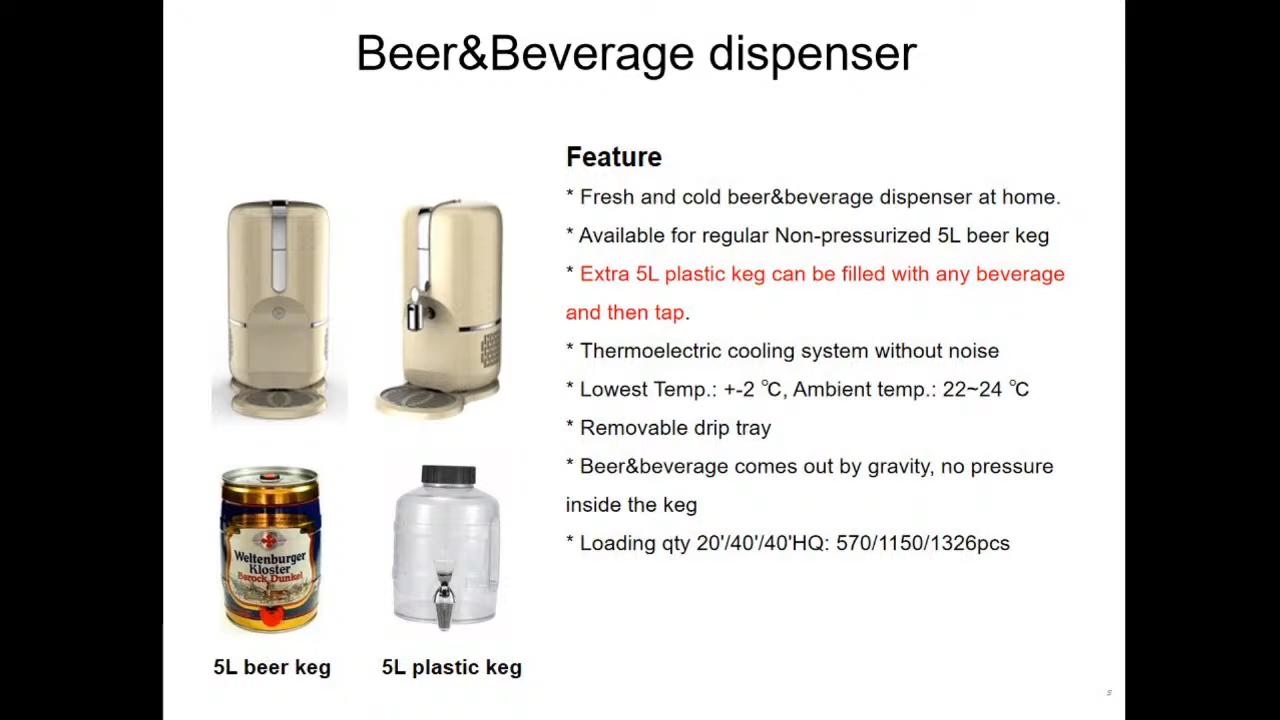 Beer&Beverage dispenser
Feature
* Fresh and cold beer&beverage dispenser at home.
* Available for regular Non-pressurized 5L beer keg
* Extra 5L plastic keg can be filled with any beverage
and then tap.
* Thermoelectric cooling system without noise
* Lowest Temp.: +-2 ℃, Ambient temp.: 22~24 ℃
* Removable drip tray
* Beer&beverage comes out by gravity, no pressure
inside the keg
* Loading qty 20'/40'/40'HQ: 570/1150/1326pcs
Weltenburger
Kloster
Barock Dunkel
5L beer keg
5L plastic keg
5